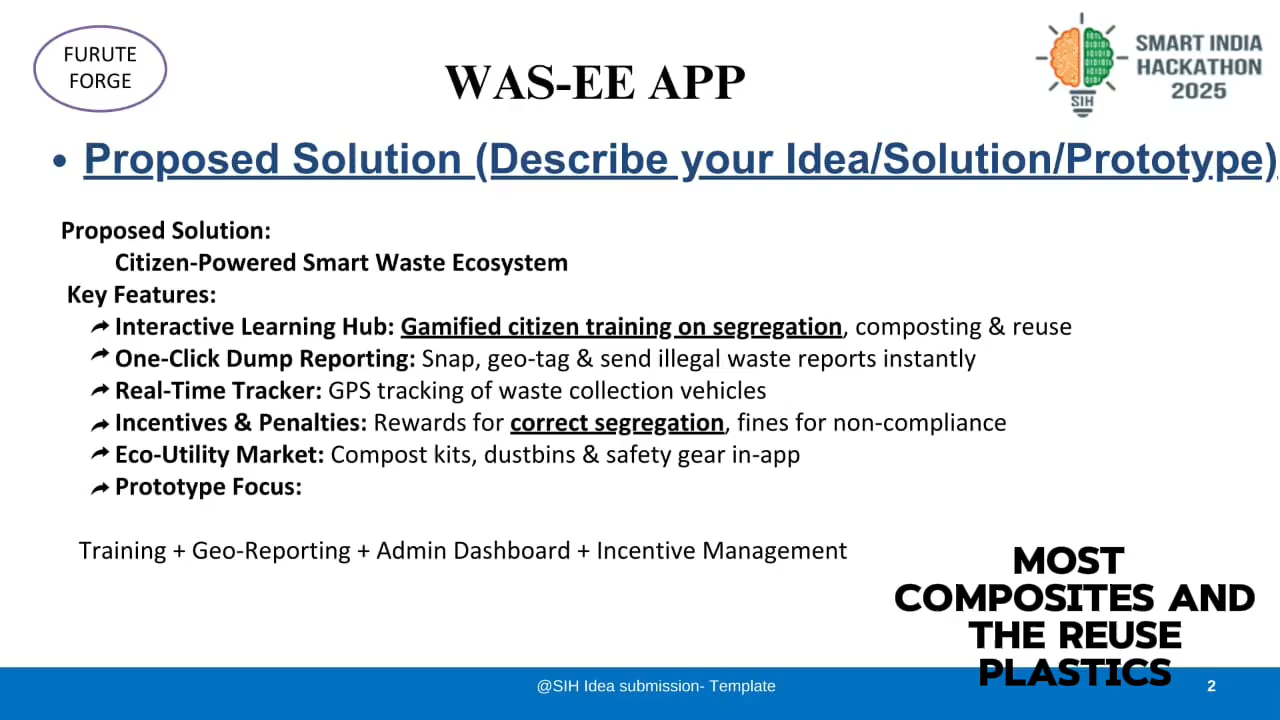 FURUTE
FORGE
WAS-EE APP
SMART INDIA
HACKATHON
2025
SIH
• Proposed Solution (Describe your Idea/Solution/Prototype)
Proposed Solution:
Citizen-Powered Smart Waste Ecosystem
Key Features:
Interactive Learning Hub: Gamified citizen training on segregation, composting & reuse
One-Click Dump Reporting: Snap, geo-tag & send illegal waste reports instantly
Real-Time Tracker: GPS tracking of waste collection vehicles
Incentives & Penalties: Rewards for correct segregation, fines for non-compliance
Eco-Utility Market: Compost kits, dustbins & safety gear in-app
Prototype Focus:
Training + Geo-Reporting + Admin Dashboard + Incentive Management
MOST
COMPOSITES AND
THE REUSE
PLASTICS
@SIH Idea submission- Template
2